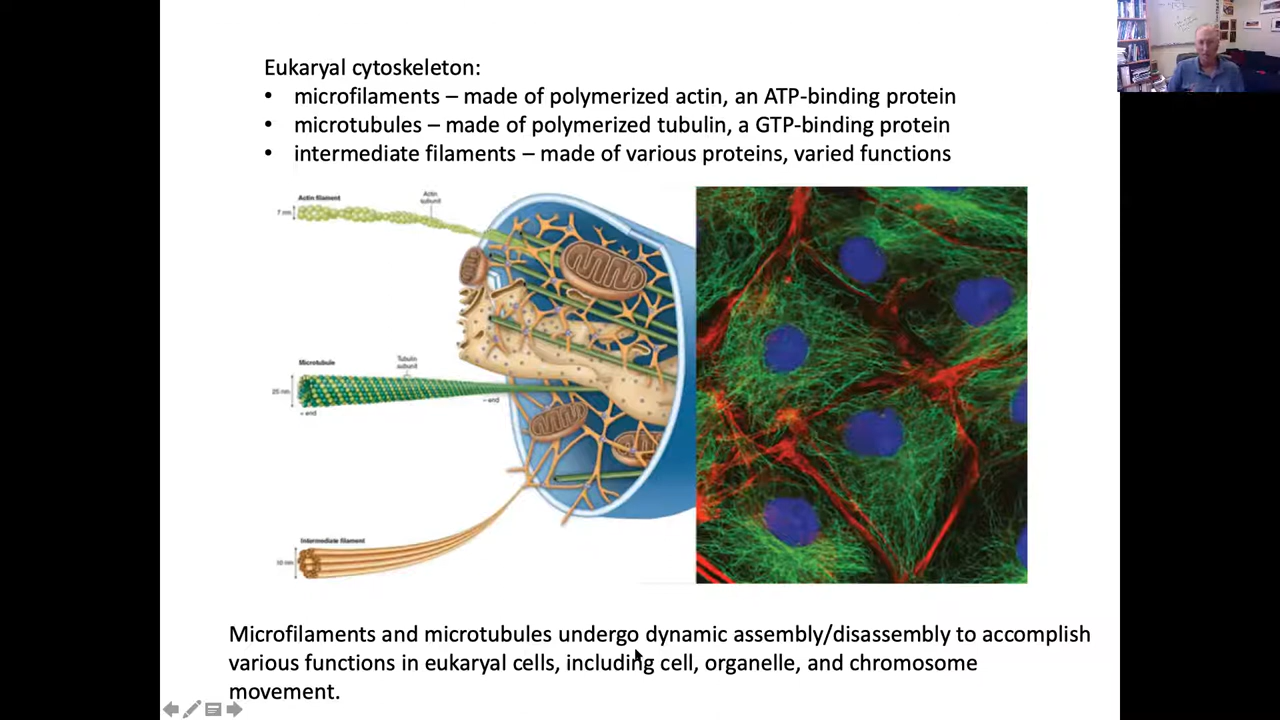 Eukaryal cytoskeleton:
• microfilaments – made of polymerized actin, an ATP-binding protein
• microtubules – made of polymerized tubulin, a GTP-binding protein
• intermediate filaments – made of various proteins, varied functions
Actin filament
Actin
subunit
7 nm
Microtubule
Tubulin
subunit
25 nm
+ end
– end
Intermediate filament
10 nm
Microfilaments and microtubules undergo dynamic assembly/disassembly to accomplish
various functions in eukaryal cells, including cell, organelle, and chromosome
movement.